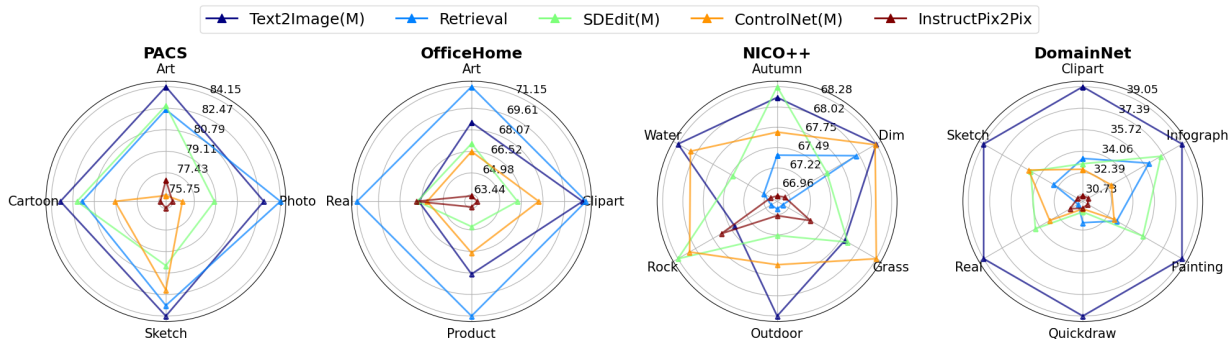 Text2Image(M) Retrieval SDEdit(M) ControlNet(M) InstructPix2Pix
PACS
Art
84.15
82.47
80.79
79.11
77.43
75.75
Cartoon
Photo
Sketch
OfficeHome
Art
71.15
69.61
68.07
66.52
64.98
63.44
Real
Clipart
Product
NICO++
Autumn
68.28
68.02
67.75
67.49
67.22
66.96
Water
Dim
Rock
Grass
Outdoor
DomainNet
Clipart
39.05
37.39
35.72
34.06
32.39
30.73
Sketch
Infograph
Real
Painting
Quickdraw